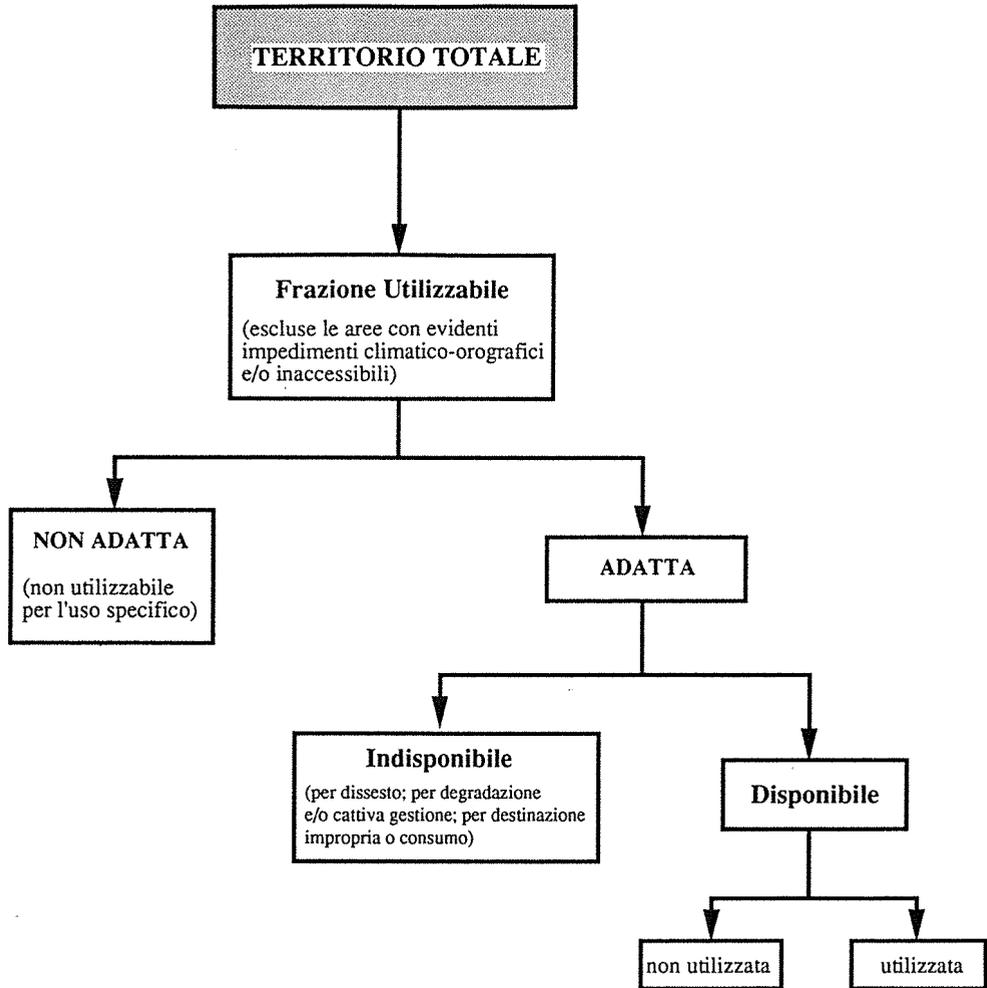 TERRITORIO TOTALE
Frazione Utilizzabile
(escluse le aree con evidenti
impedimenti climatico-orografici
e/o inaccessibili)
NON ADATTA
(non utilizzabile
per l'uso specifico)
ADATTA
Indisponibile
(per dissesto; per degradazione
e/o cattiva gestione; per destinazione
impropria o consumo)
Disponibile
non utilizzata
utilizzata